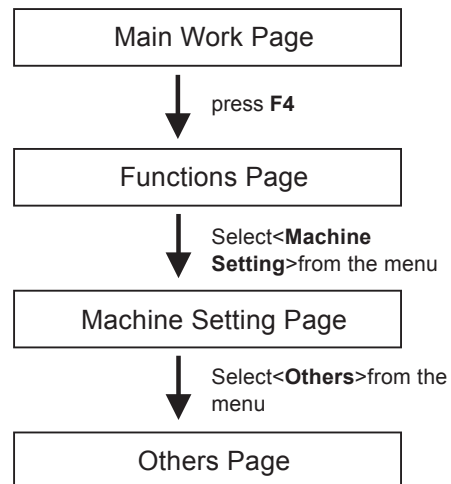 Main Work Page
press F4
Functions Page
Select<Machine
Setting>from the menu
Machine Setting Page
Select<Others>from the
menu
Others Page